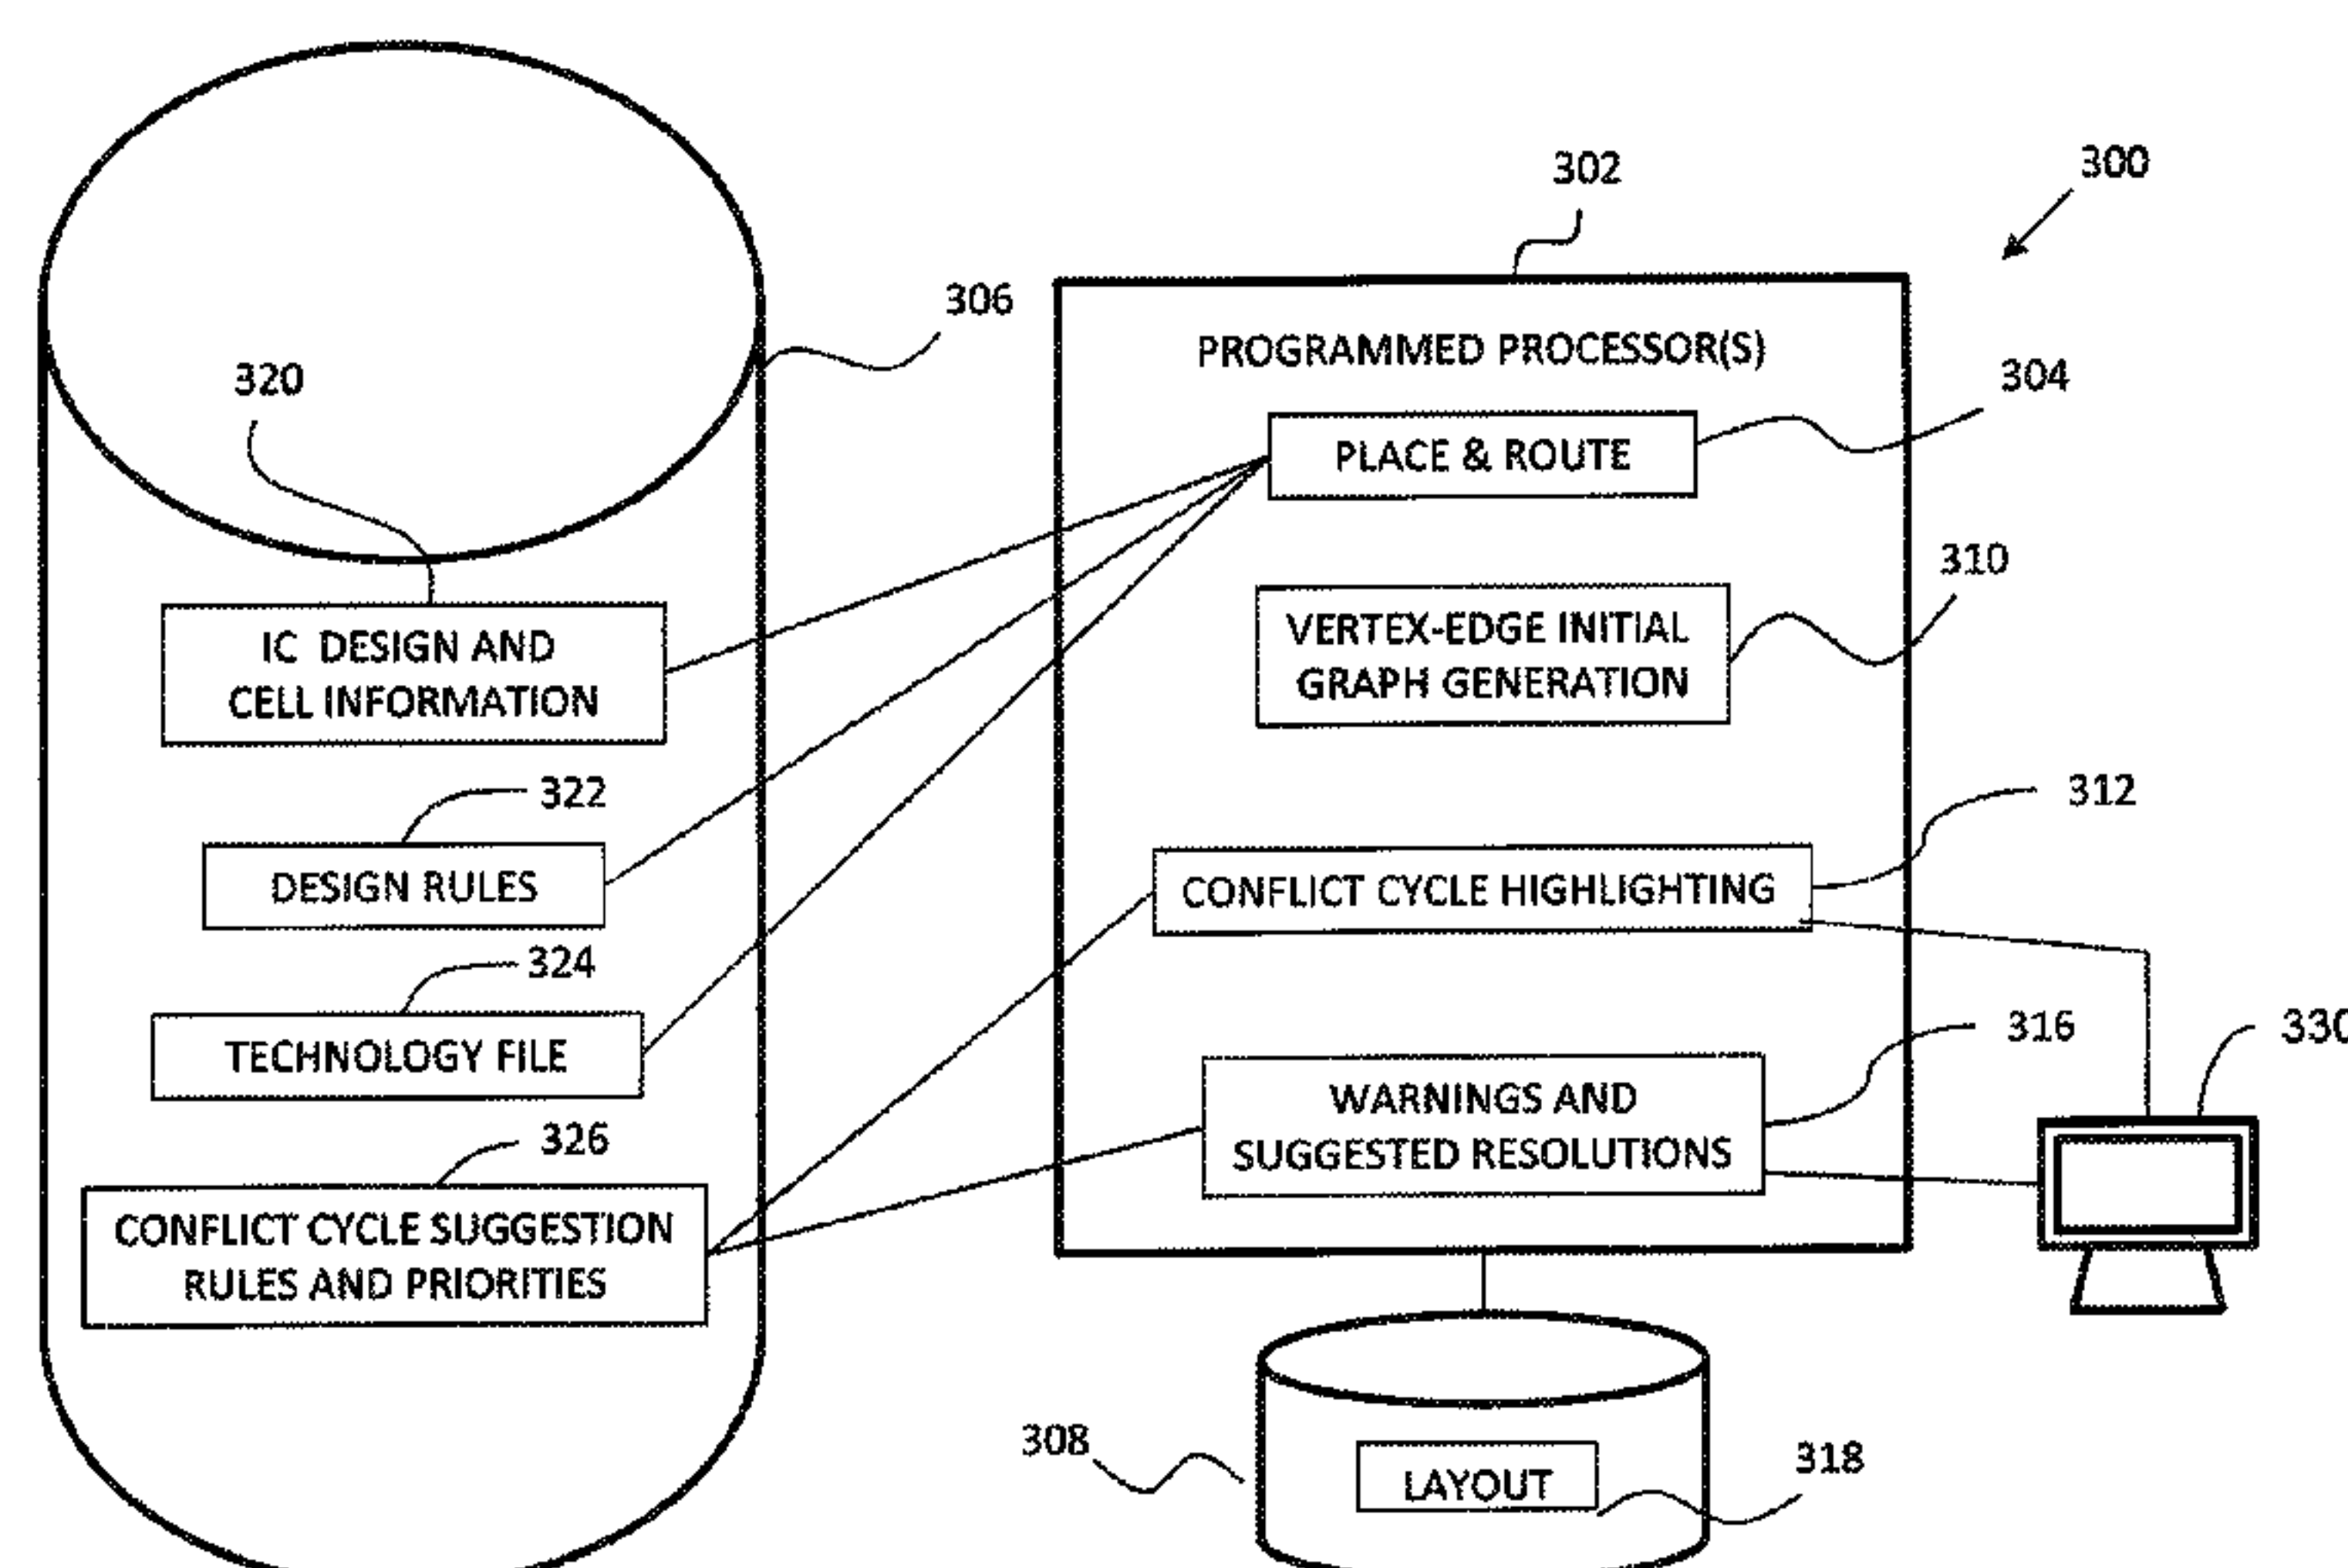 302
300
306
PROGRAMMED PROCESSOR(S)
304
320
PLACE & ROUTE
310
IC DESIGN AND
CELL INFORMATION
VERTEX-EDGE INITIAL
GRAPH GENERATION
322
312
DESIGN RULES
CONFLICT CYCLE HIGHLIGHTING
324
316
330
TECHNOLOGY FILE
WARNINGS AND
SUGGESTED RESOLUTIONS
326
CONFLICT CYCLE SUGGESTION
RULES AND PRIORITIES
308
318
LAYOUT